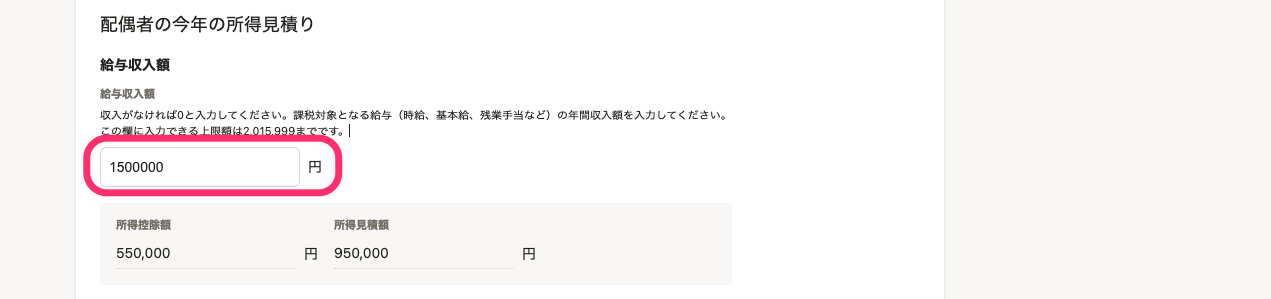 配偶者の今年の所得見積り
給与収入額
給与収入額
収入がなければ0と入力してください。課税対象となる給与（時給、基本給、残業手当など）の年間収入額を入力してください。
この欄に入力できる上限額は2,015,999までです。
1500000 円
所得控除額 所得見積額
550,000 円 950,000 円